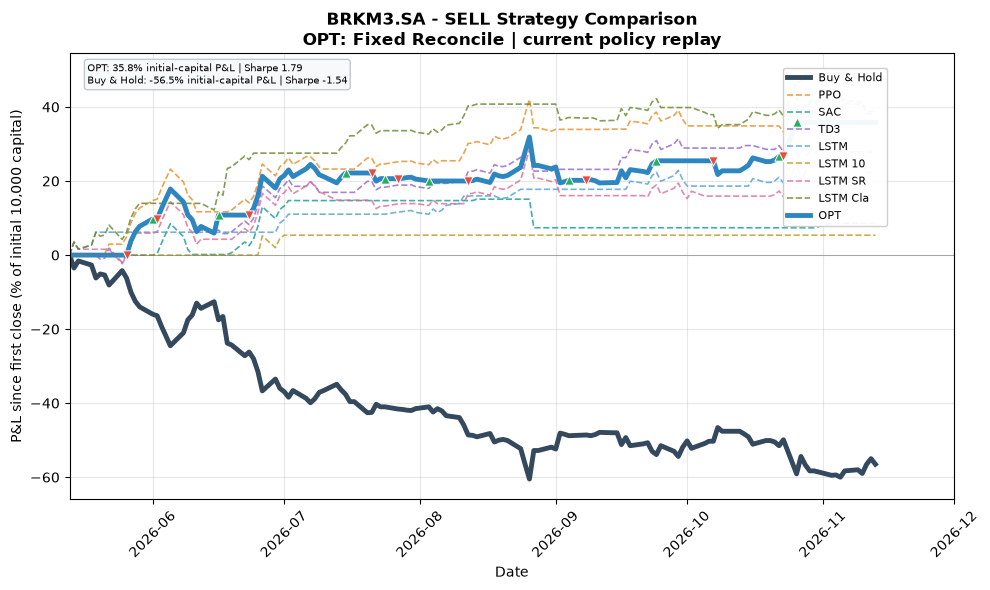 BRKM3.SA - SELL Strategy Comparison
OPT: Fixed Reconcile | current policy replay
OPT: 35.8% initial-capital P&L | Sharpe 1.79
Buy & Hold: -56.5% initial-capital P&L | Sharpe -1.54
Buy & Hold
PPO
SAC
TD3
LSTM
LSTM 10
LSTM SR
LSTM Cla
OPT
P&L since first close (% of initial 10,000 capital)
40
20
0
−20
−40
−60
2026-06
2026-07
2026-08
2026-09
2026-10
2026-11
2026-12
Date